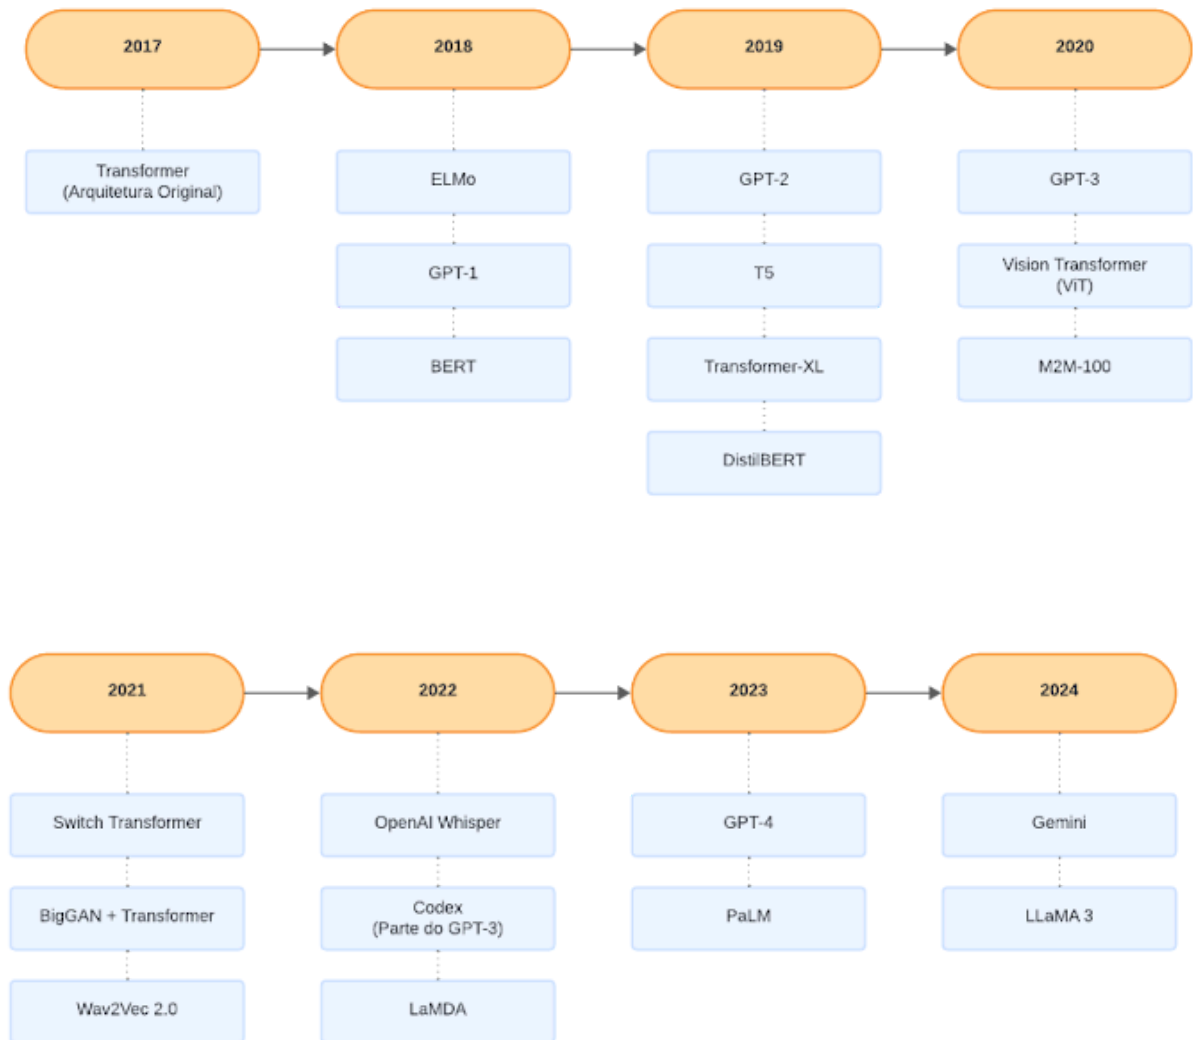 2017
2018
2019
2020
Transformer
(Arquitetura Original)
ELMo
GPT-2
GPT-3
GPT-1
T5
Vision Transformer
(ViT)
BERT
Transformer-XL
M2M-100
DistilBERT
2021
2022
2023
2024
Switch Transformer
OpenAI Whisper
GPT-4
Gemini
BigGAN + Transformer
Codex
(Parte do GPT-3)
PaLM
LLaMA 3
Wav2Vec 2.0
LaMDA